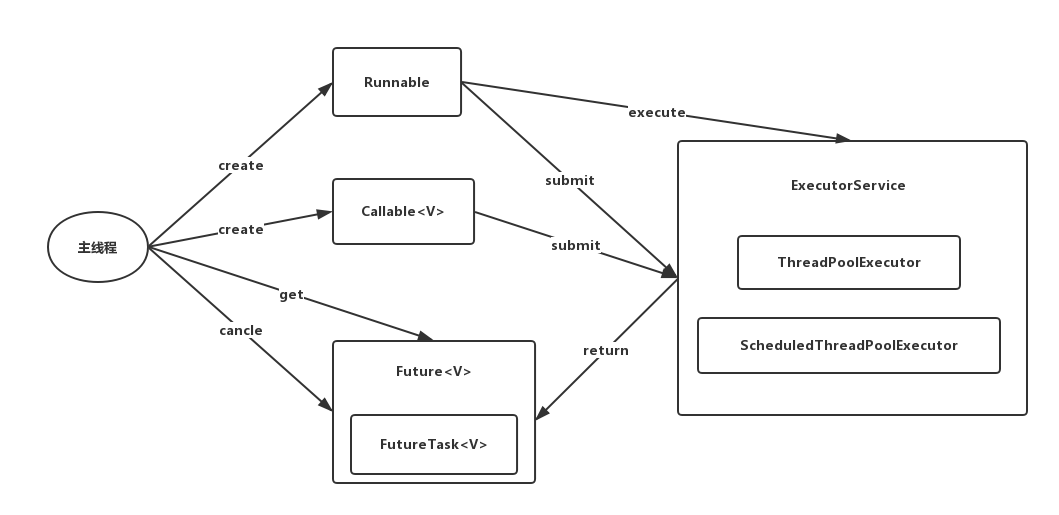 Runnable
execute
create
submit
ExecutorService
Callable<V>
create
submit
主线程
ThreadPoolExecutor
get
cancle
return
ScheduledThreadPoolExecutor
Future<V>
FutureTask<V>